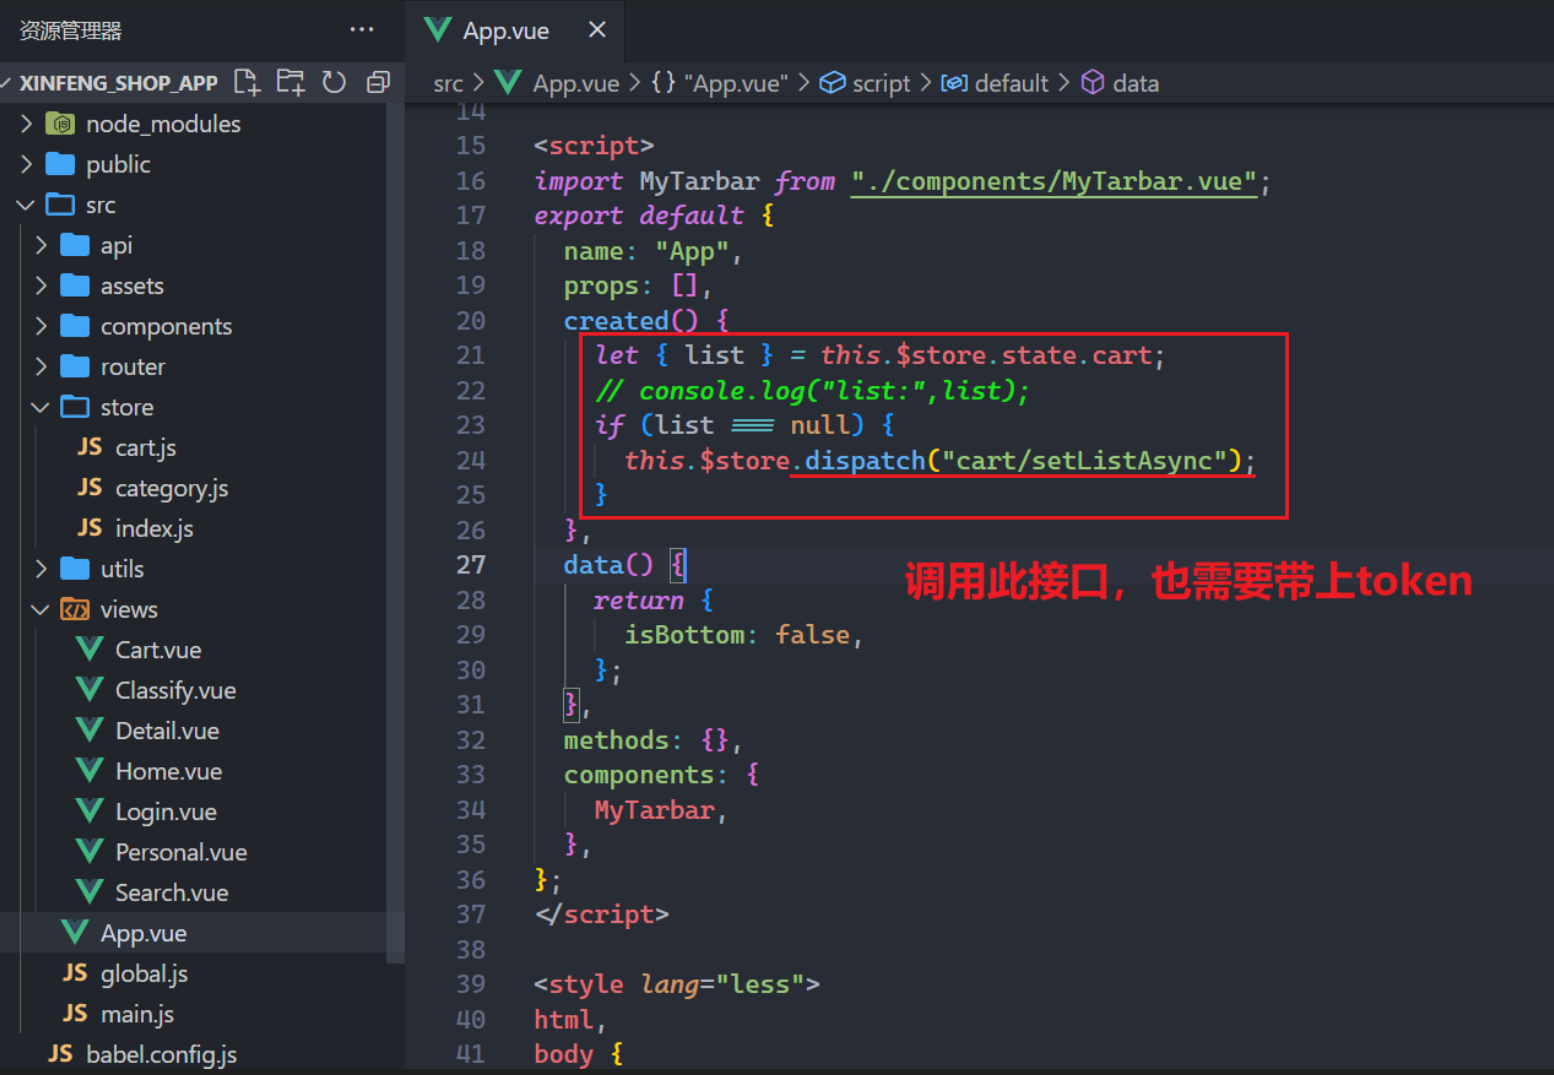 资源管理器 ···
XINFENG_SHOP_APP
node_modules
public
src
api
assets
components
router
store
JS cart.js
JS category.js
JS index.js
utils
views
Cart.vue
Classify.vue
Detail.vue
Home.vue
Login.vue
Personal.vue
Search.vue
App.vue
JS global.js
JS main.js
JS babel.config.js
App.vue ×
src > App.vue > {} "App.vue" > script > default > data
14
15 <script>
16 import MyTarbar from "./components/MyTarbar.vue";
17 export default {
18 name: "App",
19 props: [],
20 created() {
21 let { list } = this.$store.state.cart;
22 // console.log("list:",list);
23 if (list === null) {
24 this.$store.dispatch("cart/setListAsync");
25 }
26 },
27 data() {
调用此接口，也需要带上token
28 return {
29 isBottom: false,
30 };
31 },
32 methods: {},
33 components: {
34 MyTarbar,
35 },
36 };
37 </script>
38
39 <style lang="less">
40 html,
41 body {